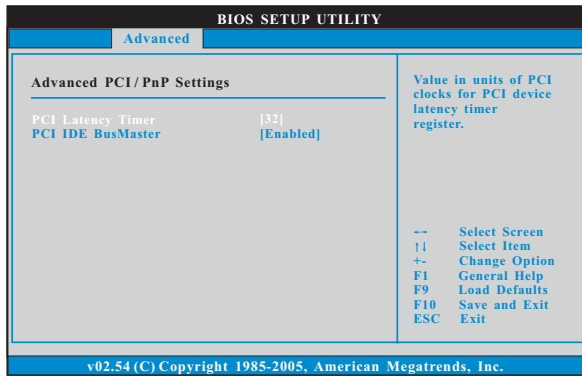 BIOS SETUP UTILITY
Advanced
Advanced PCI / PnP Settings
PCI Latency Timer [32]
PCI IDE BusMaster [Enabled]
Value in units of PCI
clocks for PCI device
latency timer
register.
←→ Select Screen
↑↓ Select Item
+- Change Option
F1 General Help
F9 Load Defaults
F10 Save and Exit
ESC Exit
v02.54 (C) Copyright 1985-2005, American Megatrends, Inc.